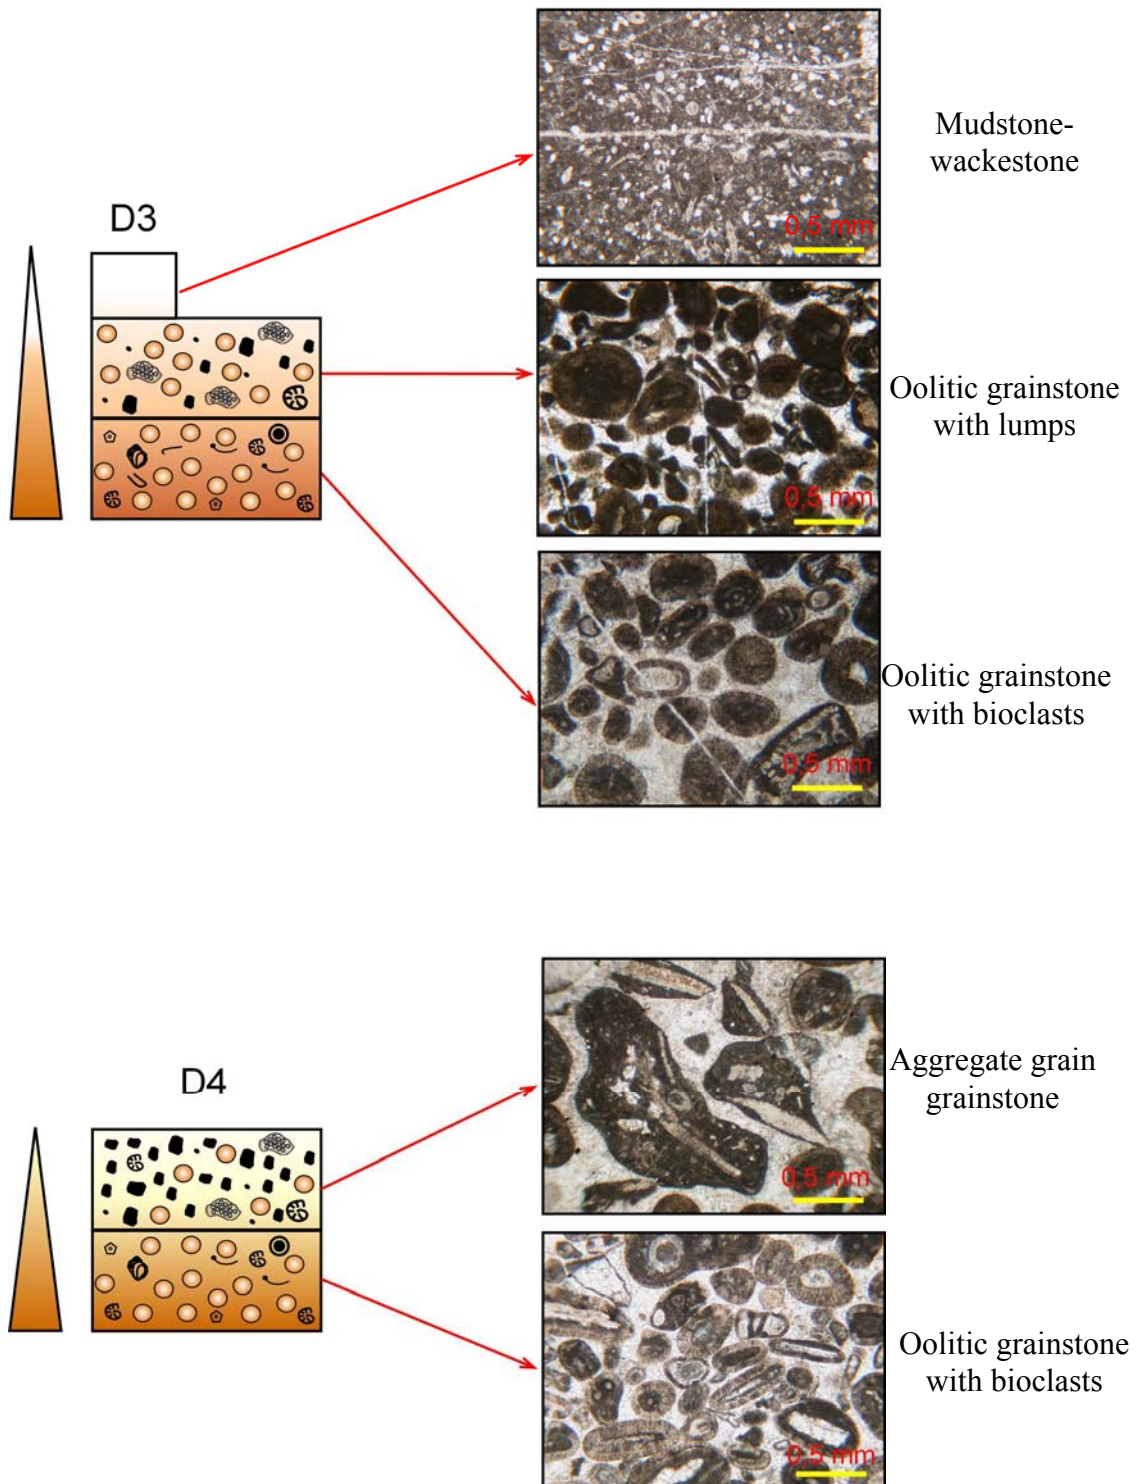 Mudstone-
wackestone
D3
0,5 mm
Oolitic grainstone
with lumps
0,5 mm
Oolitic grainstone
with bioclasts
0,5 mm
D4
Aggregate grain
grainstone
0,5 mm
Oolitic grainstone
with bioclasts
0,5 mm